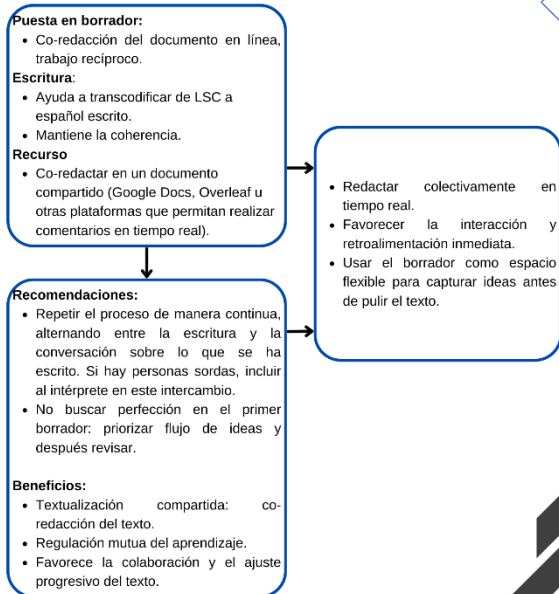 Puesta en borrador:
• Co-redacción del documento en línea,
trabajo recíproco.
Escritura:
• Ayuda a transcodificar de LSC a
español escrito.
• Mantiene la coherencia.
Recurso
• Co-redactar en un documento
compartido (Google Docs, Overleaf u
otras plataformas que permitan realizar
comentarios en tiempo real).
• Redactar colectivamente en
tiempo real.
• Favorecer la interacción y
retroalimentación inmediata.
• Usar el borrador como espacio
flexible para capturar ideas antes
de pulir el texto.
Recomendaciones:
• Repetir el proceso de manera continua,
alternando entre la escritura y la
conversación sobre lo que se ha
escrito. Si hay personas sordas, incluir
al intérprete en este intercambio.
• No buscar perfección en el primer
borrador: priorizar flujo de ideas y
después revisar.
Beneficios:
• Textualización compartida: co-
redacción del texto.
• Regulación mutua del aprendizaje.
• Favorece la colaboración y el ajuste
progresivo del texto.